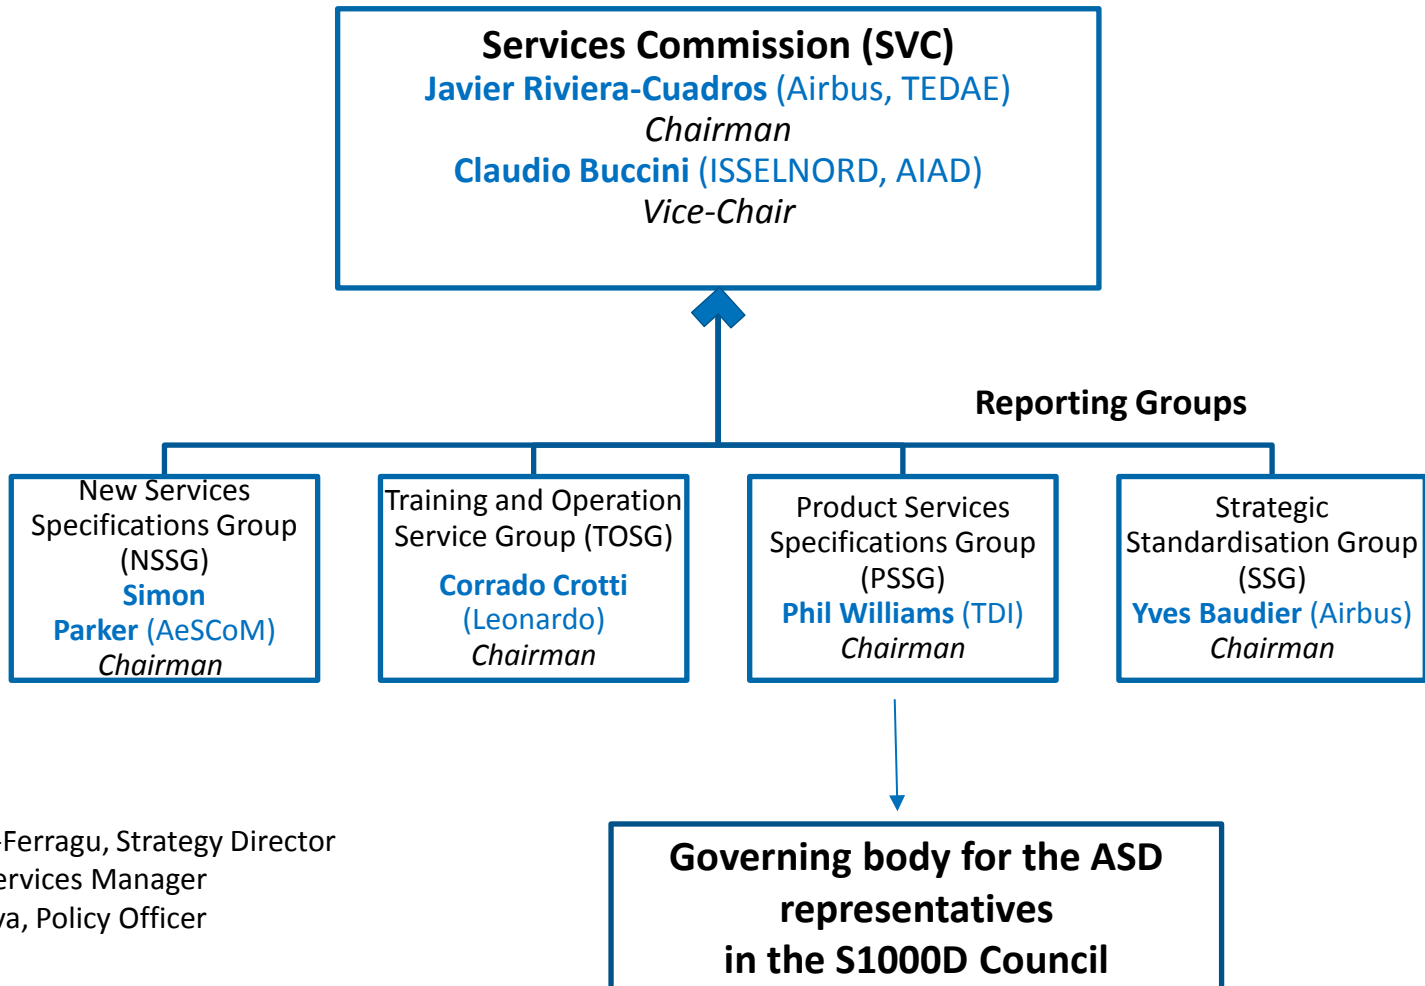 Services Commission (SVC)
Javier Riviera-Cuadros (Airbus, TEDAE)
Chairman
Claudio Buccini (ISSELNORD, AIAD)
Vice-Chair
Reporting Groups
New Services
Specifications Group
(NSSG)
Simon
Parker (AeSCoM)
Chairman
Training and Operation
Service Group (TOSG)
Corrado Crotti
(Leonardo)
Chairman
Product Services
Specifications Group
(PSSG)
Phil Williams (TDI)
Chairman
Strategic
Standardisation Group
(SSG)
Yves Baudier (Airbus)
Chairman
-Ferragu, Strategy Director
ervices Manager
va, Policy Officer
Governing body for the ASD
representatives
in the S1000D Council